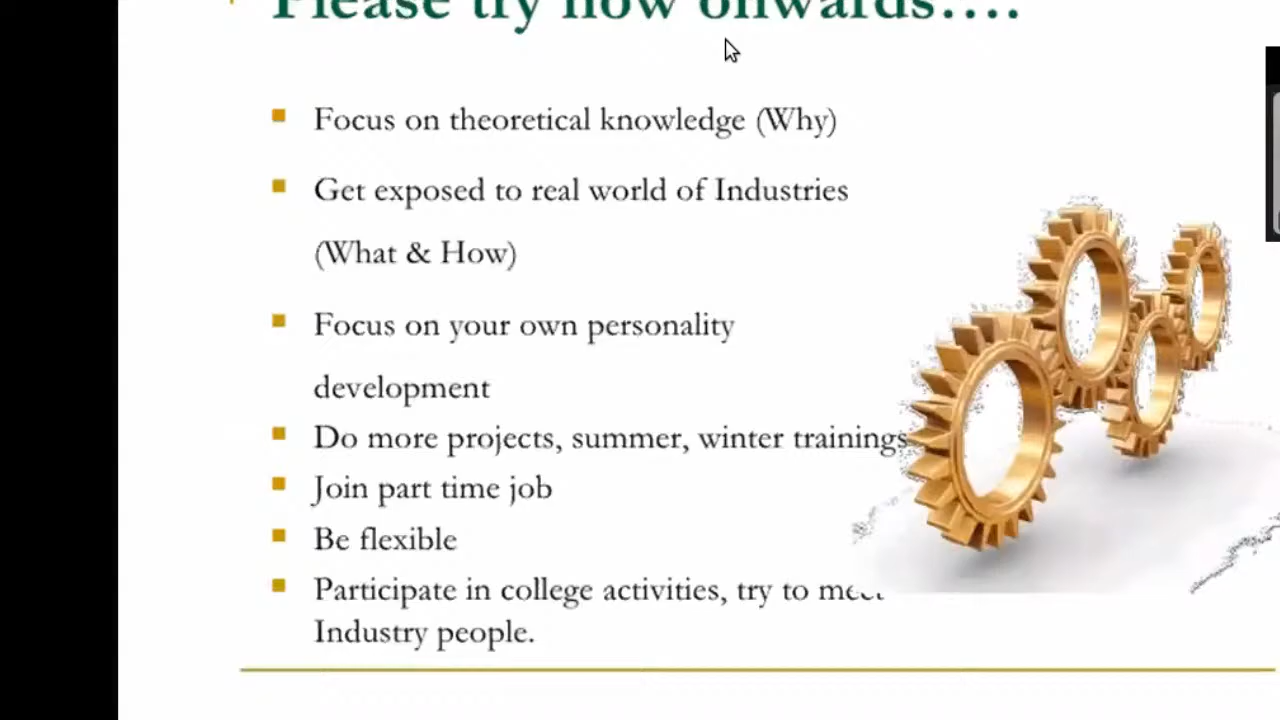 Please try now onwards....
Focus on theoretical knowledge (Why)
Get exposed to real world of Industries
(What & How)
Focus on your own personality
development
Do more projects, summer, winter trainings
Join part time job
Be flexible
Participate in college activities, try to meet
Industry people.